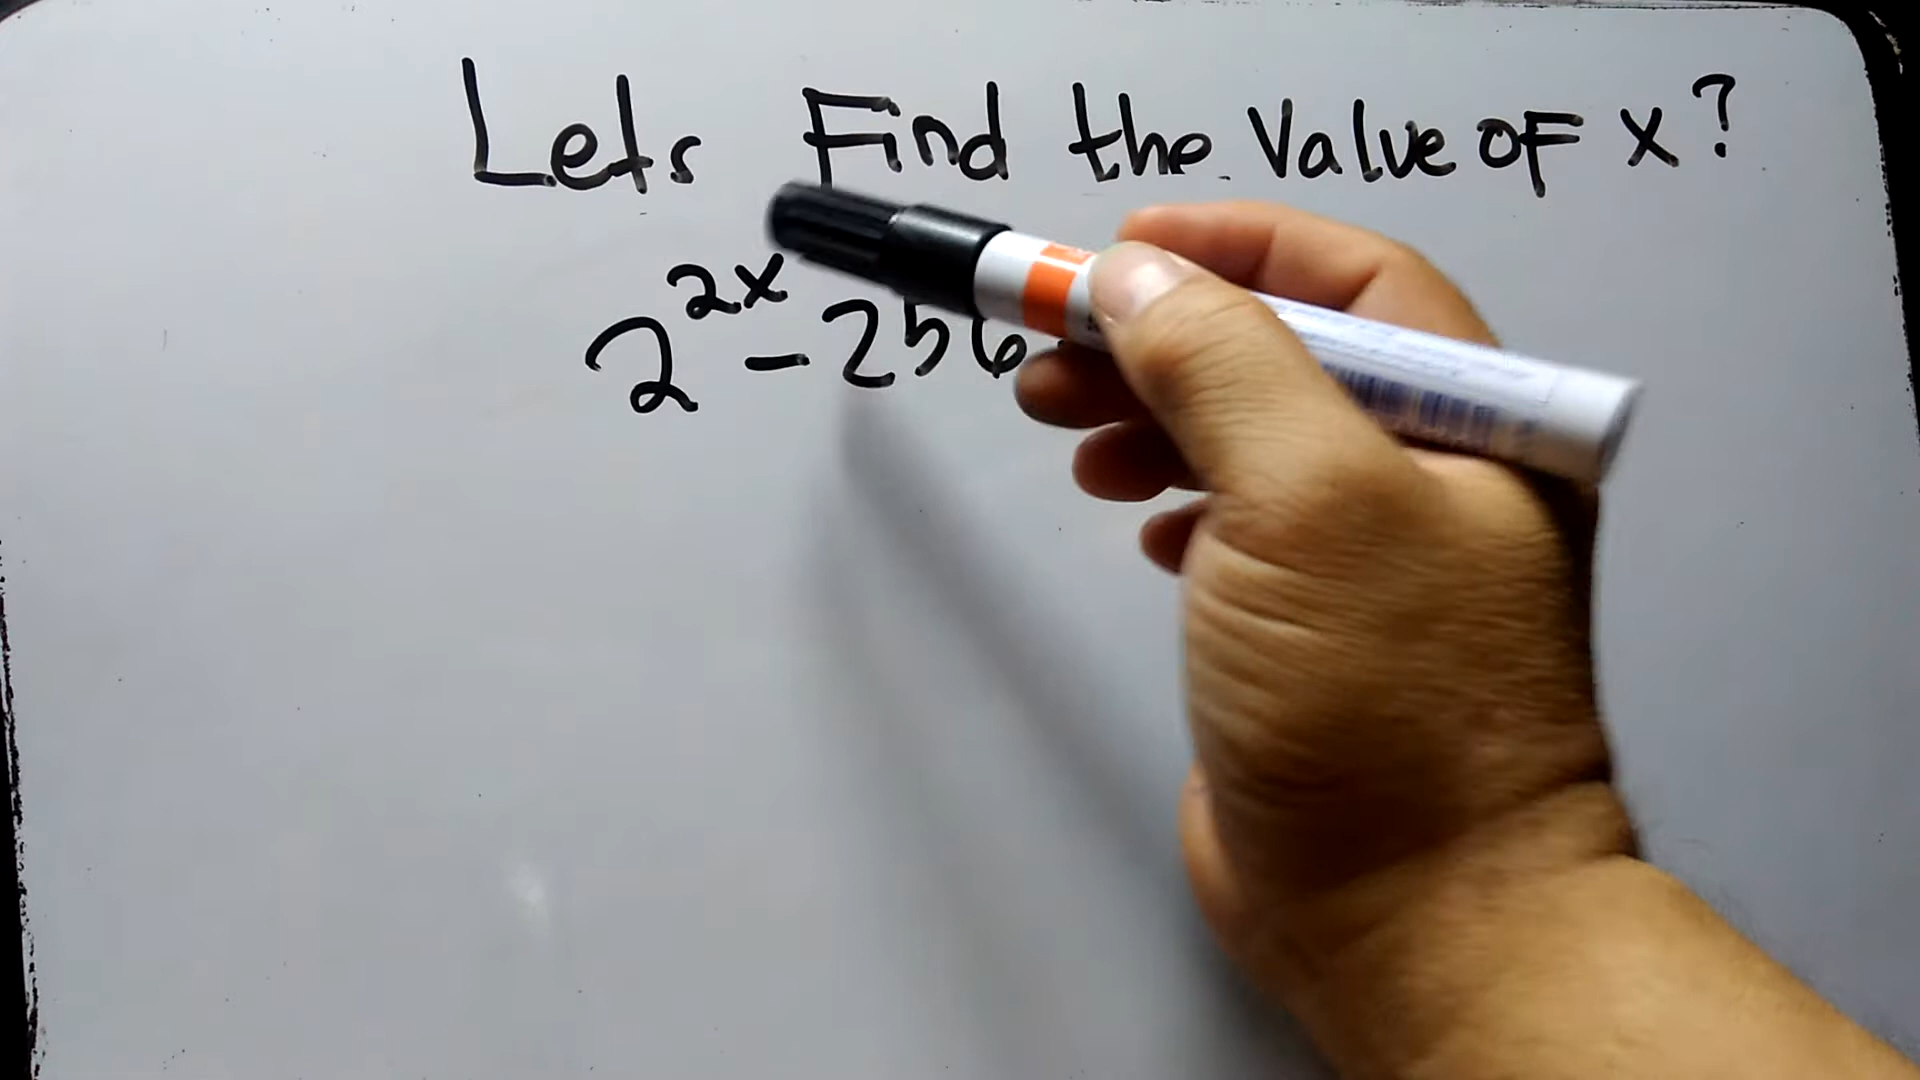 Lets Find the Value of x?
2^{2x} - 256